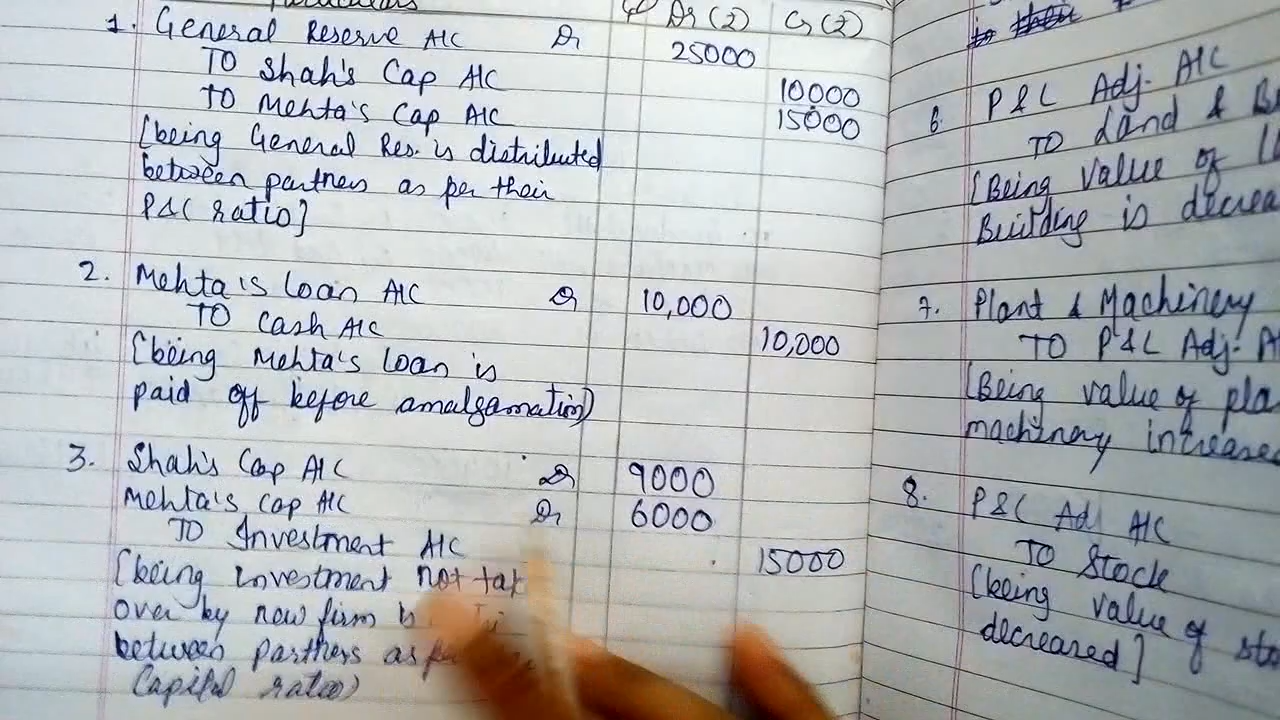 Particulars Dr (₹) Cr (₹)
1. General Reserve A/C Dr 25000
TO Shah's Cap A/C 10000
TO Mehta's Cap A/C 15000
[being General Res. is distributed
between partners as per their
P&L ratio]
2. Mehta's loan A/C Dr 10,000
TO Cash A/C 10,000
[being Mehta's loan is
paid off before amalgamation)
3. Shah's Cap A/C Dr 9000
Mehta's Cap A/C Dr 6000
TO Investment A/C 15000
[being investment not tak
over by new firm is
between partners as
Capital ratio)
6. P&L Adj. A/C
TO Land & B
[Being Value of
Building is decrea
7. Plant & Machinery
TO P&L Adj. A
[Being value of pla
machinery increase
8. P&L Ad A/C
TO Stock
[being value of sto
decreased]